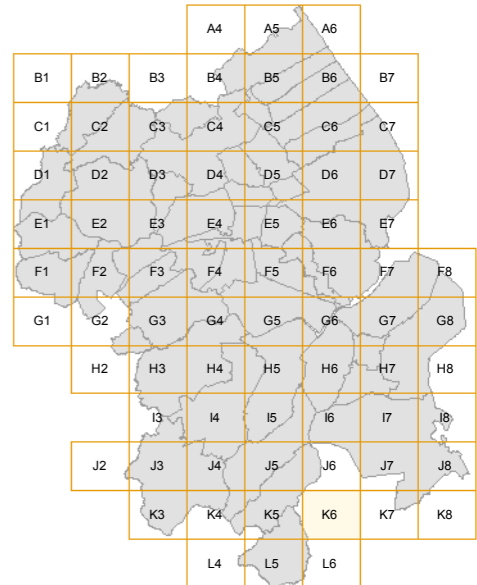 A4 A5 A6
B1 B2 B3 B4 B5 B6 B7
C1 C2 C3 C4 C5 C6 C7
D1 D2 D3 D4 D5 D6 D7
E1 E2 E3 E4 E5 E6 E7
F1 F2 F3 F4 F5 F6 F7 F8
G1 G2 G3 G4 G5 G6 G7 G8
H2 H3 H4 H5 H6 H7 H8
I3 I4 I5 I6 I7 I8
J2 J3 J4 J5 J6 J7 J8
K3 K4 K5 K6 K7 K8
L4 L5 L6